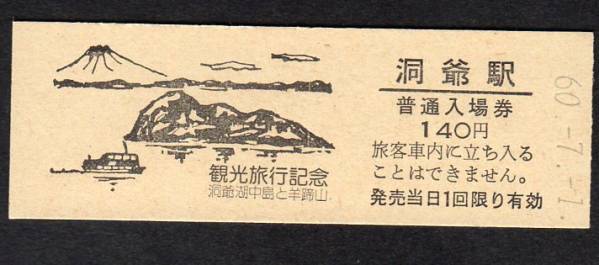 観光旅行記念
洞爺湖中島と羊蹄山
洞爺駅
普通入場券
140円
旅客車内に立ち入る
ことはできません。
発売当日1回限り有効
60.-7.-1.